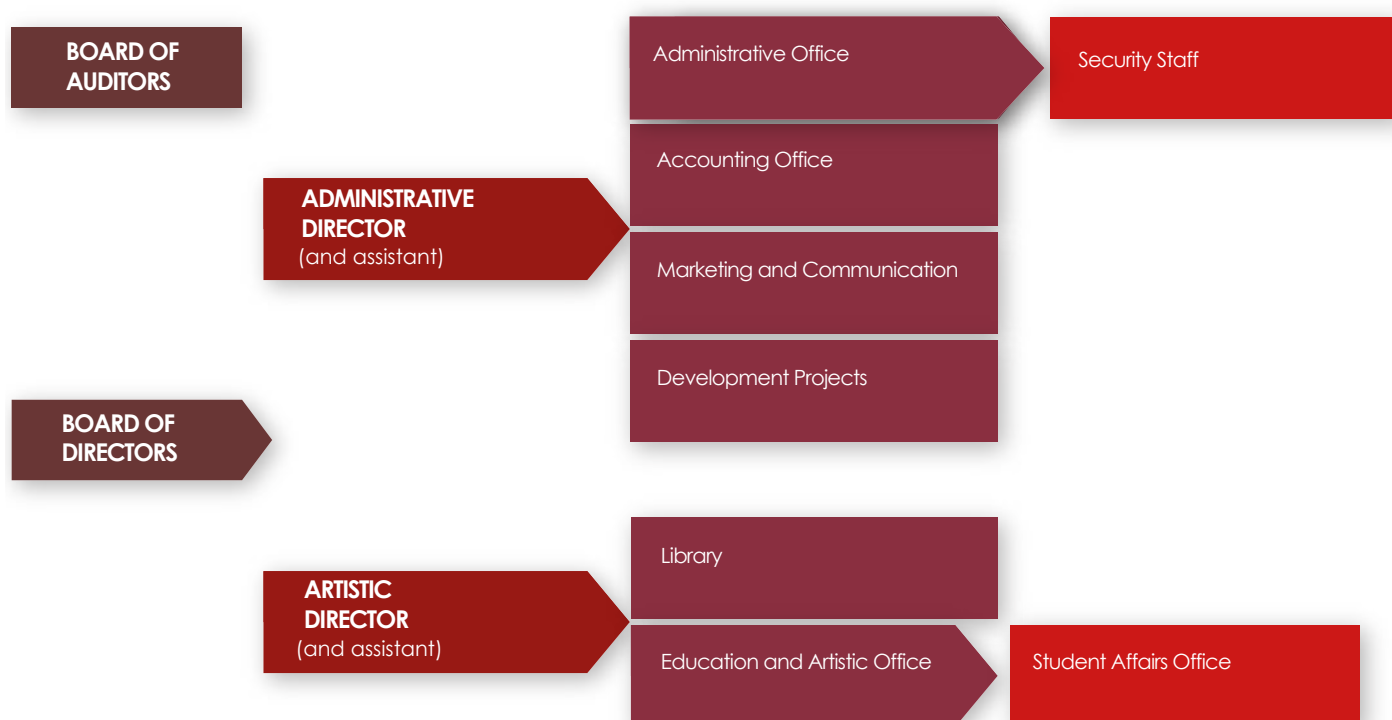 BOARD OF
AUDITORS
Administrative Office
Security Staff
Accounting Office
ADMINISTRATIVE
DIRECTOR
(and assistant)
Marketing and Communication
Development Projects
BOARD OF
DIRECTORS
Library
ARTISTIC
DIRECTOR
(and assistant)
Education and Artistic Office
Student Affairs Office